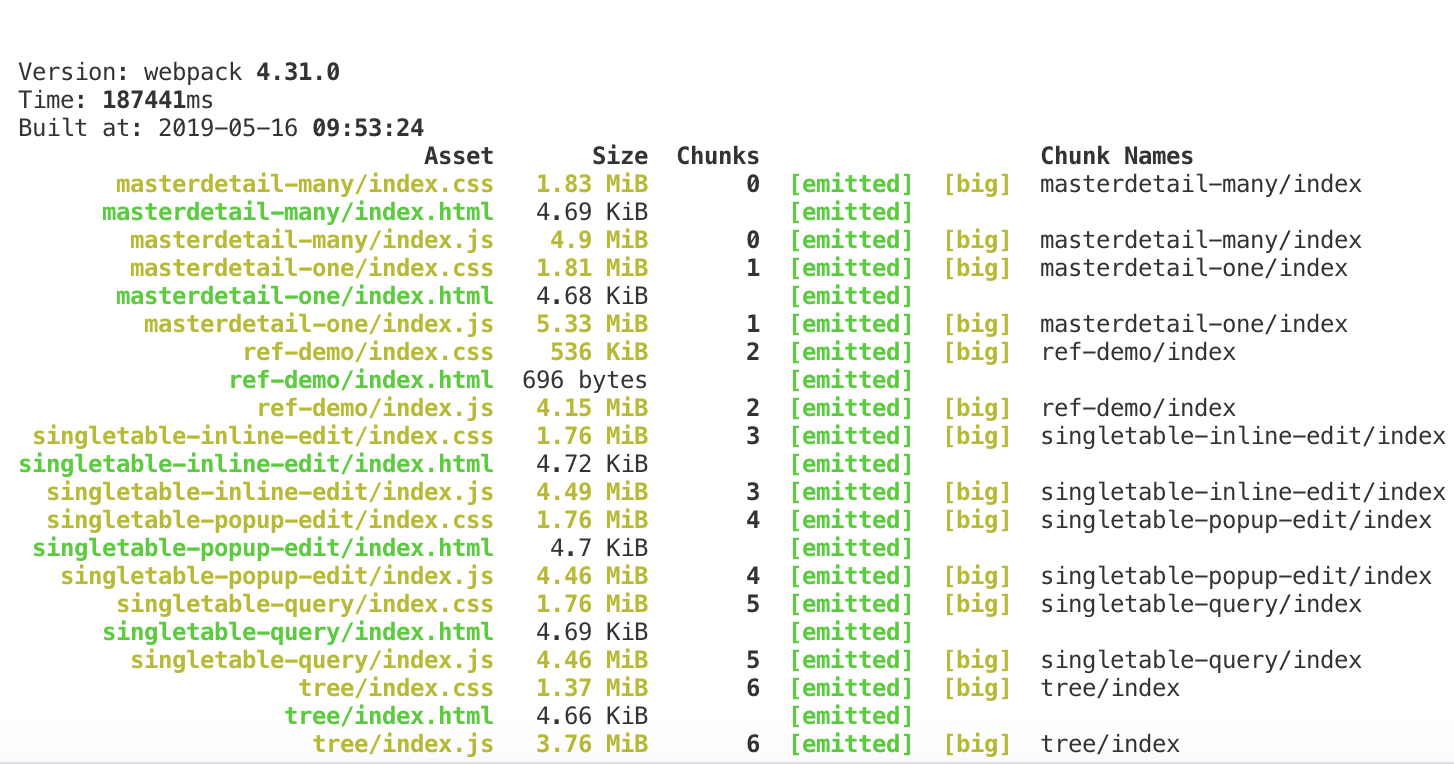 Version: webpack 4.31.0
Time: 187441ms
Built at: 2019-05-16 09:53:24
Asset Size Chunks Chunk Names
masterdetail-many/index.css 1.83 MiB 0 [emitted] [big] masterdetail-many/index
masterdetail-many/index.html 4.69 KiB [emitted]
masterdetail-many/index.js 4.9 MiB 0 [emitted] [big] masterdetail-many/index
masterdetail-one/index.css 1.81 MiB 1 [emitted] [big] masterdetail-one/index
masterdetail-one/index.html 4.68 KiB [emitted]
masterdetail-one/index.js 5.33 MiB 1 [emitted] [big] masterdetail-one/index
ref-demo/index.css 536 KiB 2 [emitted] [big] ref-demo/index
ref-demo/index.html 696 bytes [emitted]
ref-demo/index.js 4.15 MiB 2 [emitted] [big] ref-demo/index
singletable-inline-edit/index.css 1.76 MiB 3 [emitted] [big] singletable-inline-edit/index
singletable-inline-edit/index.html 4.72 KiB [emitted]
singletable-inline-edit/index.js 4.49 MiB 3 [emitted] [big] singletable-inline-edit/index
singletable-popup-edit/index.css 1.76 MiB 4 [emitted] [big] singletable-popup-edit/index
singletable-popup-edit/index.html 4.7 KiB [emitted]
singletable-popup-edit/index.js 4.46 MiB 4 [emitted] [big] singletable-popup-edit/index
singletable-query/index.css 1.76 MiB 5 [emitted] [big] singletable-query/index
singletable-query/index.html 4.69 KiB [emitted]
singletable-query/index.js 4.46 MiB 5 [emitted] [big] singletable-query/index
tree/index.css 1.37 MiB 6 [emitted] [big] tree/index
tree/index.html 4.66 KiB [emitted]
tree/index.js 3.76 MiB 6 [emitted] [big] tree/index